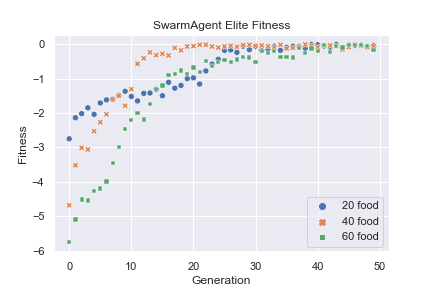 SwarmAgent Elite Fitness
0
−1
−2
−3
−4
−5
−6
Fitness
0 10 20 30 40 50
Generation
20 food
40 food
60 food